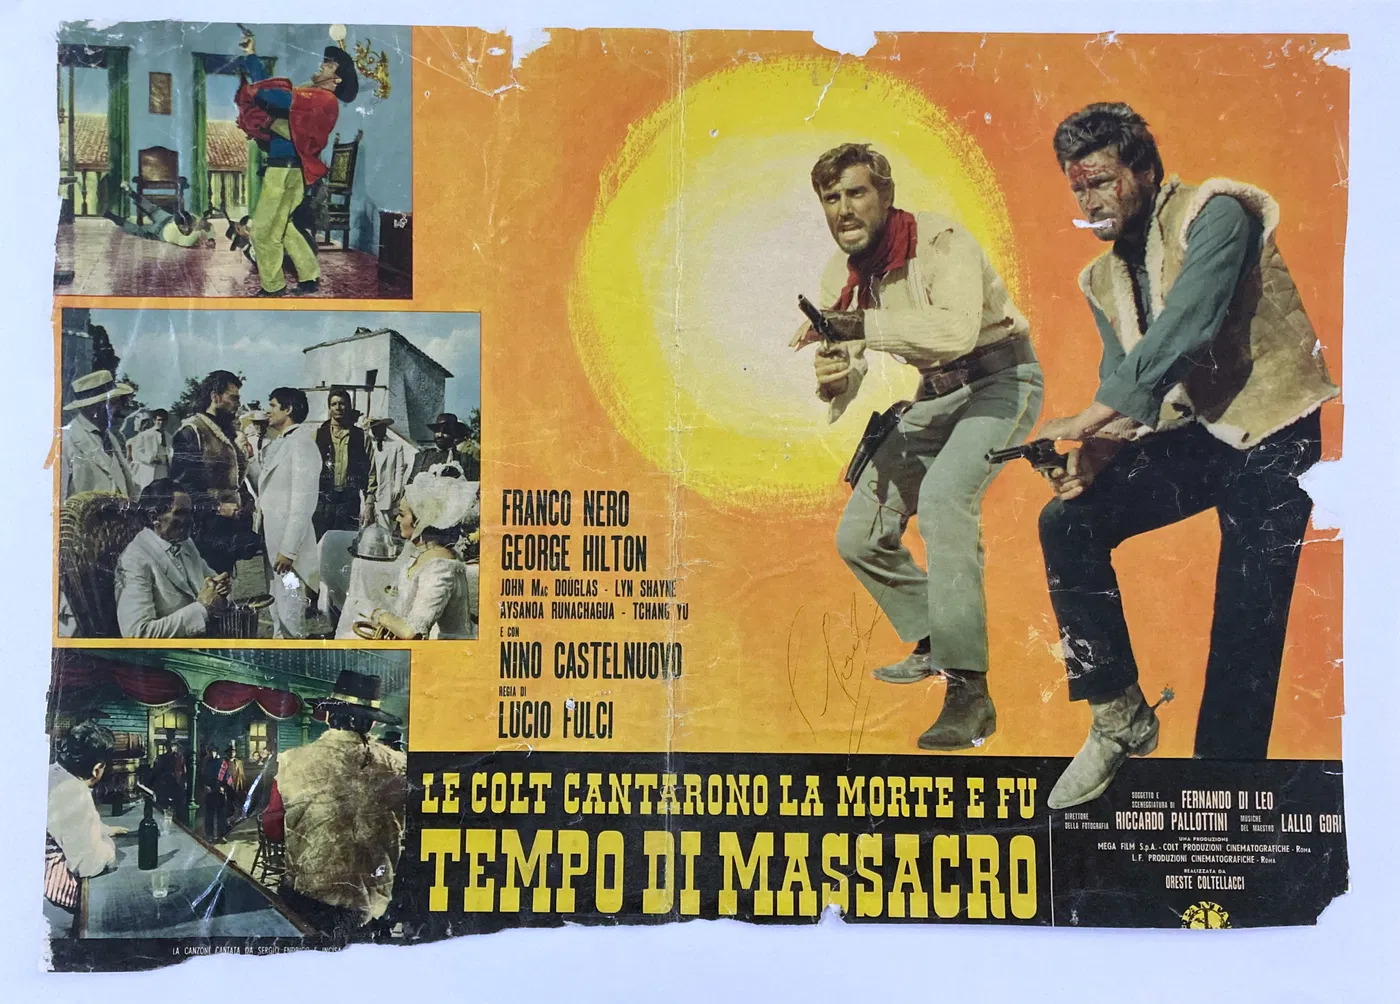 FRANCO NERO
GEORGE HILTON
JOHN MAC DOUGLAS - LYN SHAYNE
AYSANOA RUNACHAGUA - TCHANG YU
E CON
NINO CASTELNUOVO
REGIA DI
LUCIO FULCI
LE COLT CANTARONO LA MORTE E FU
TEMPO DI MASSACRO
SOGGETTO E
SCENEGGIATURA DI FERNANDO DI LEO
DIRETTORE
DELLA FOTOGRAFIA RICCARDO PALLOTTINI MUSICHE
DEL MAESTRO LALLO GORI
UNA PRODUZIONE
MEGA FILM S.p.A. - COLT PRODUZIONI CINEMATOGRAFICHE - ROMA
L. F. PRODUZIONI CINEMATOGRAFICHE - ROMA
REALIZZATA DA
ORESTE COLTELLACCI
PANTA
LA CANZONE CANTATA DA SERGIO ENDRIGO E INCISA